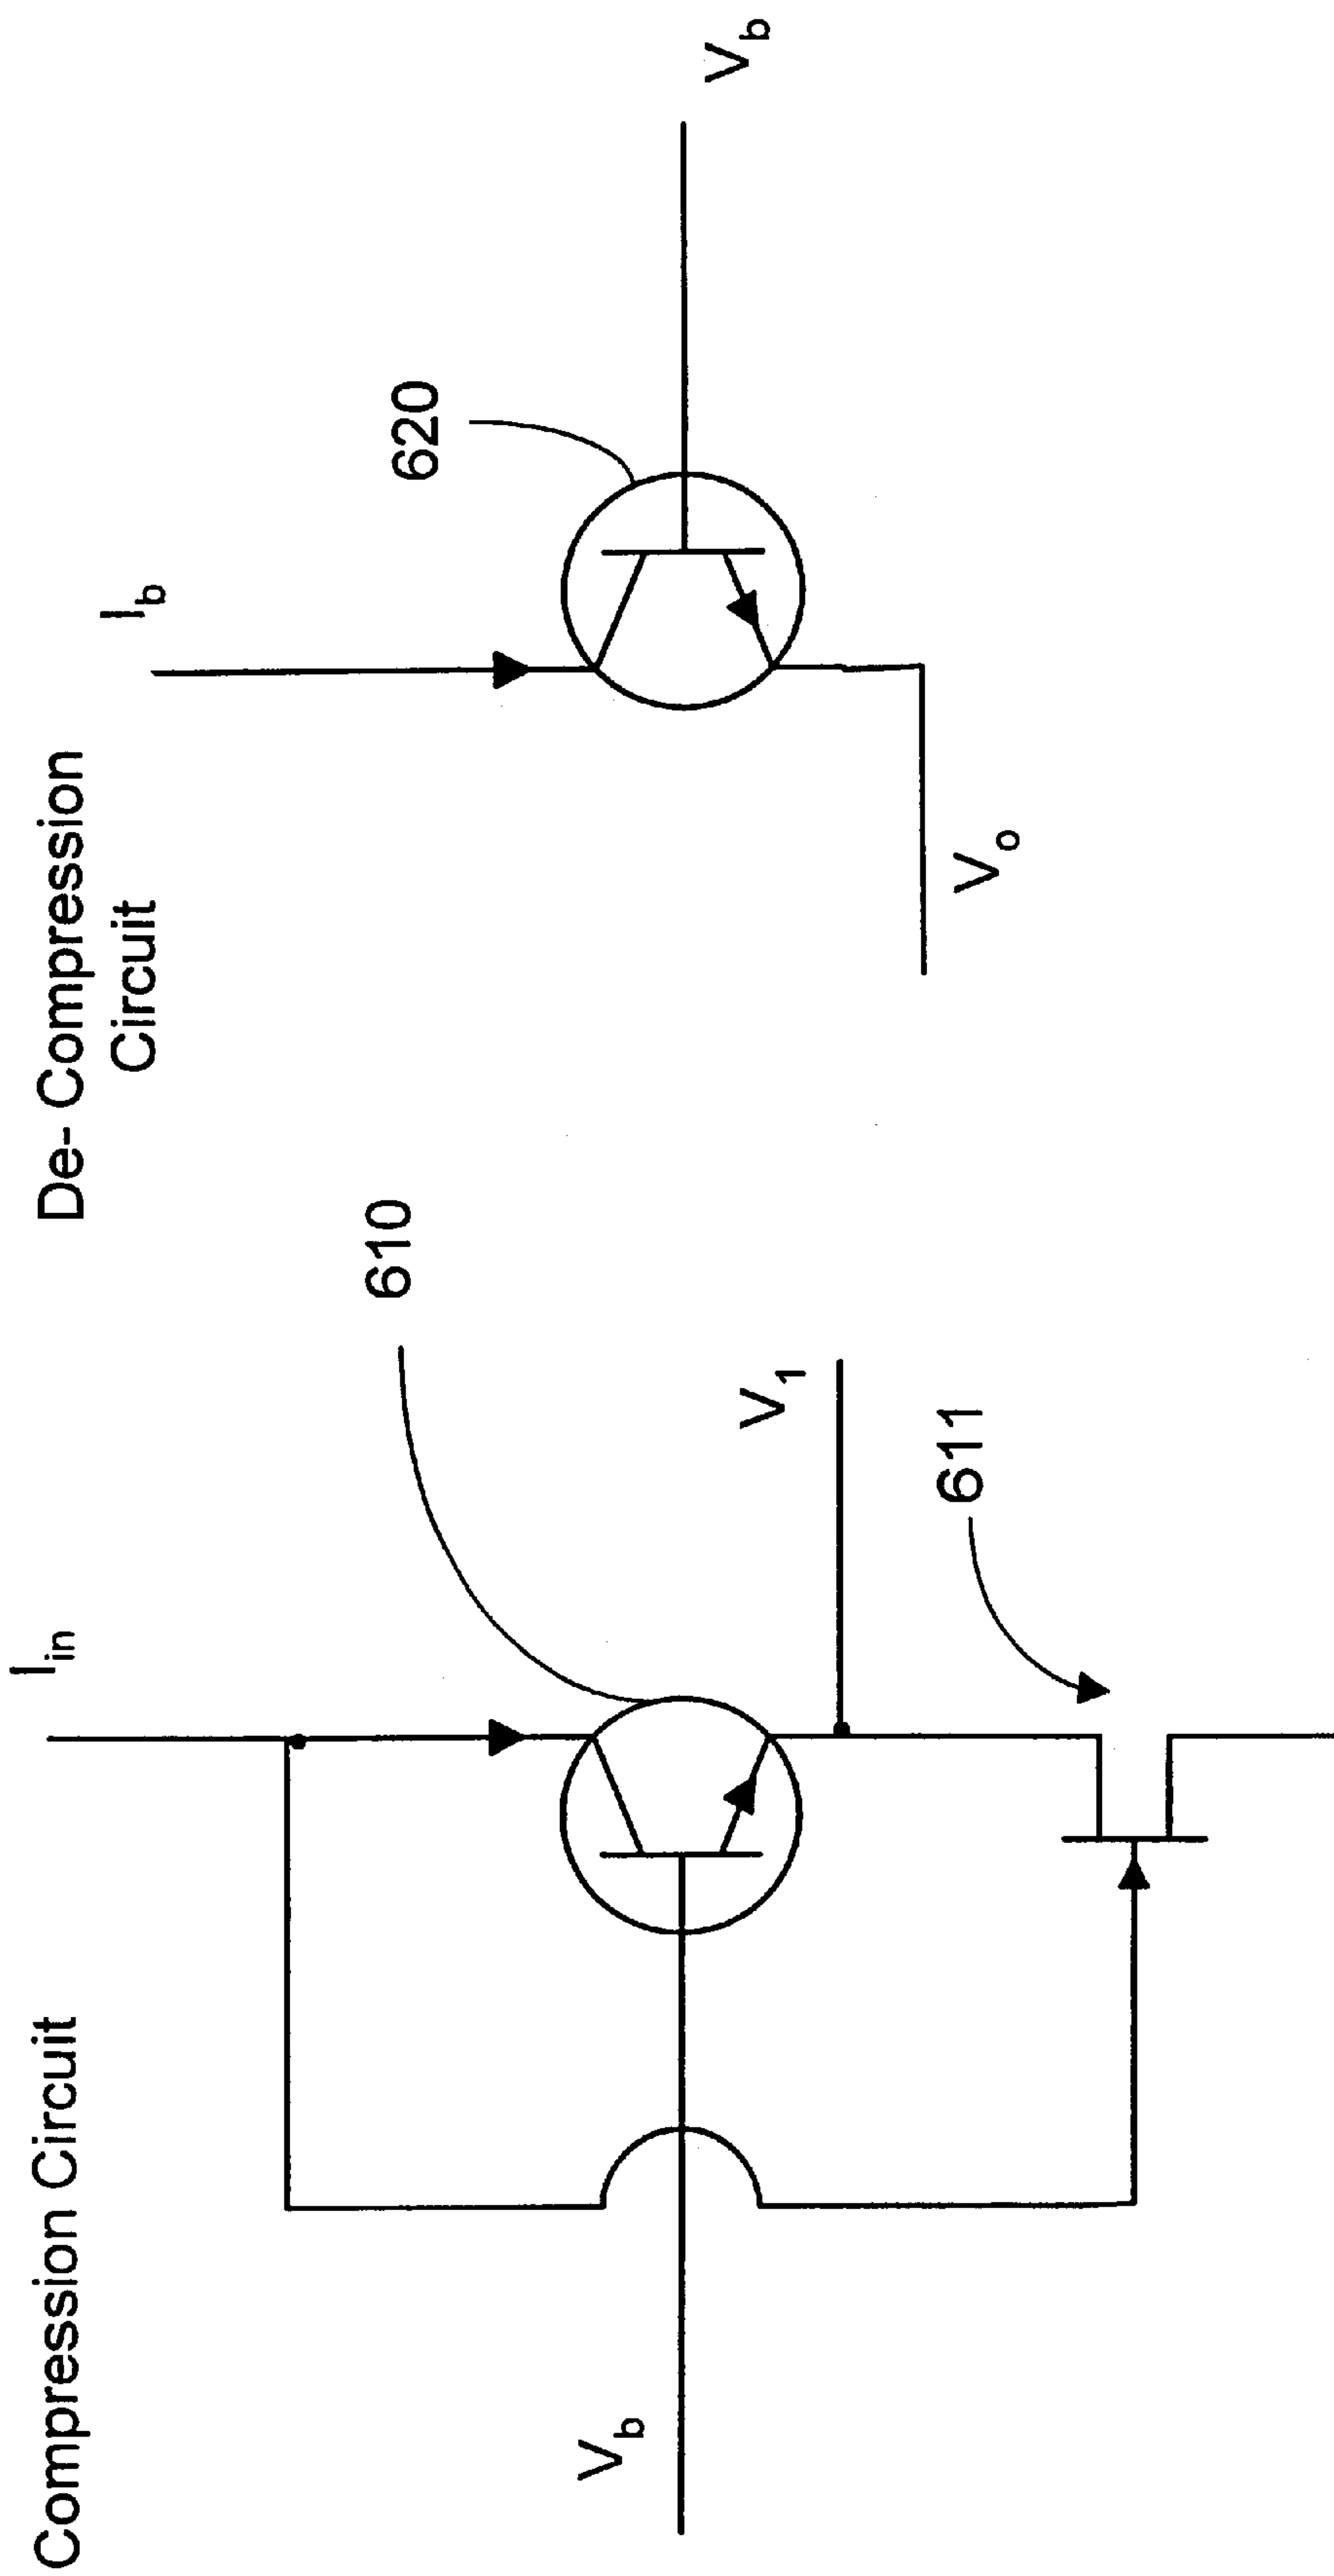 Compression Circuit
I_in
V_b
610
V_1
611
De- Compression
Circuit
I_b
620
V_b
V_o